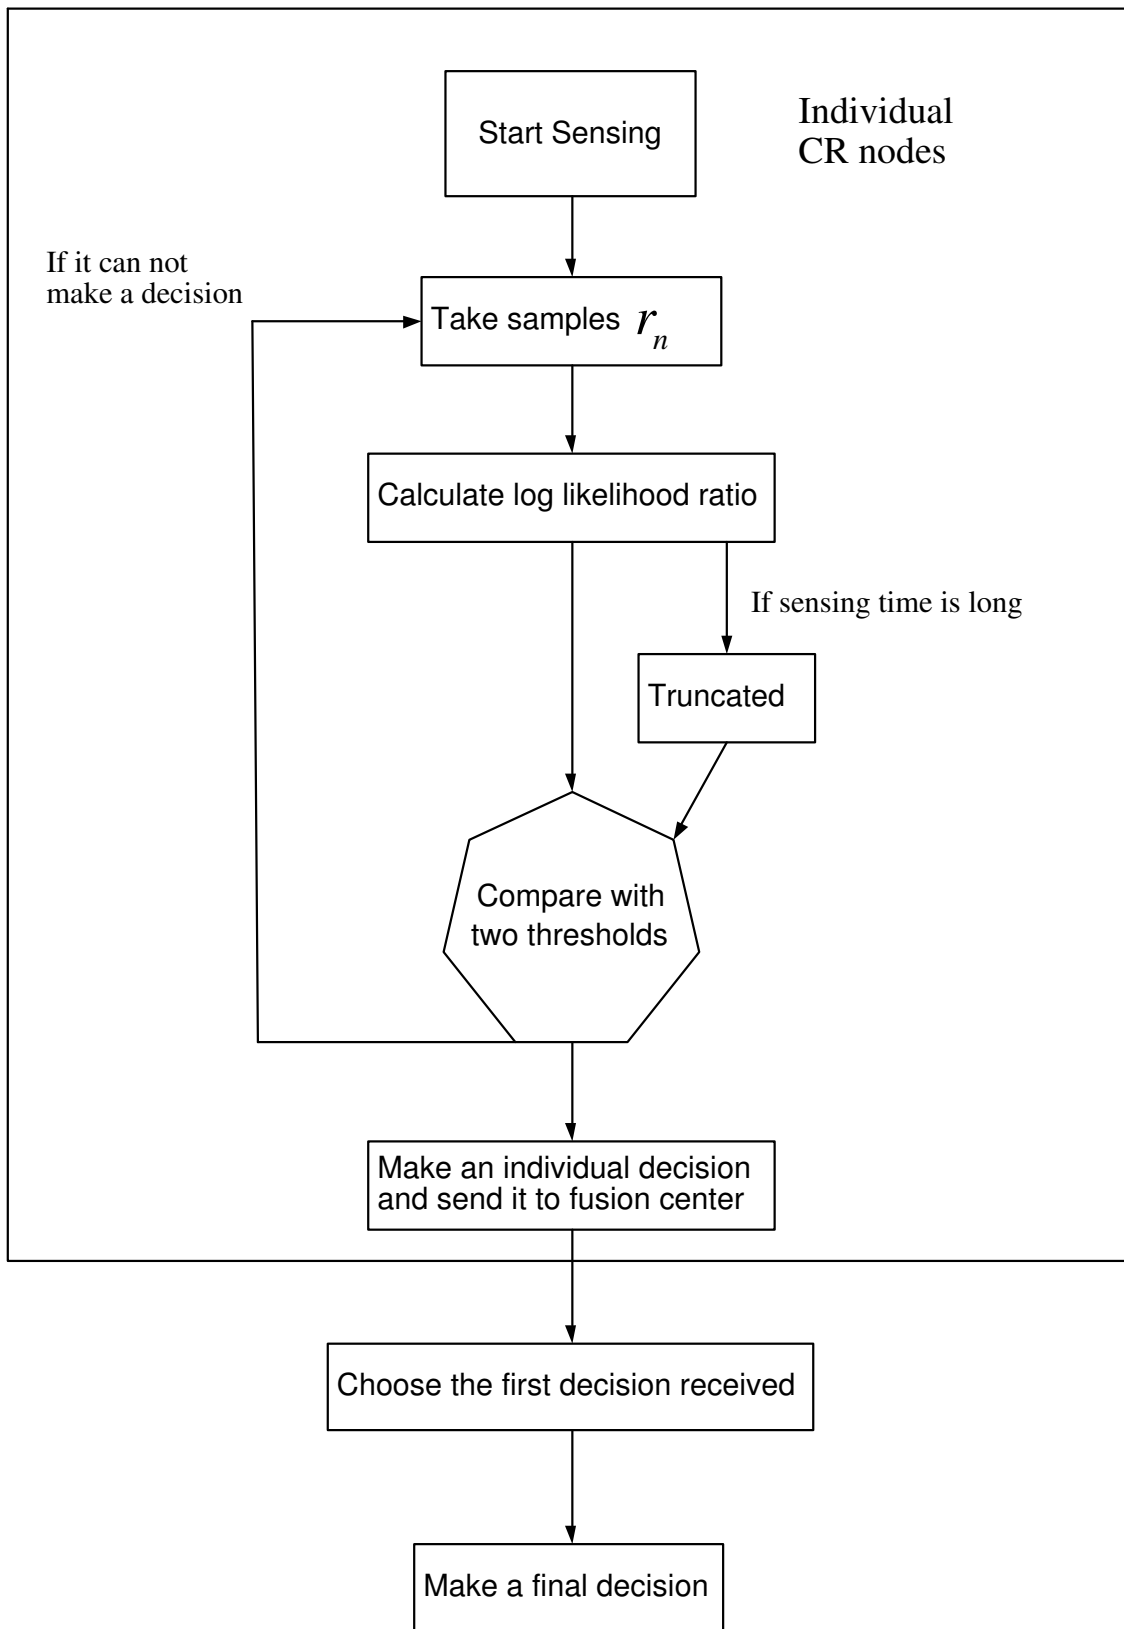 Individual
CR nodes
Start Sensing
If it can not
make a decision
Take samples r_n
Calculate log likelihood ratio
If sensing time is long
Truncated
Compare with
two thresholds
Make an individual decision
and send it to fusion center
Choose the first decision received
Make a final decision